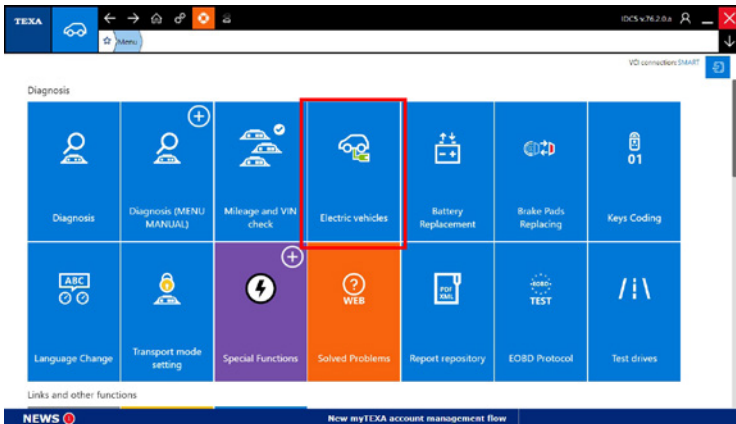 TEXA
IDC5 v.76.2.0.a
Menu
VCI connection: SMART
Diagnosis
Diagnosis
Diagnosis (MENU
MANUAL)
Mileage and VIN
check
Electric vehicles
Battery
Replacement
Brake Pads
Replacing
01
Keys Coding
ABC
Language Change
Transport mode
setting
Special Functions
?
WEB
Solved Problems
PDF
XML
Report repository
EOBD
TEST
EOBD Protocol
Test drives
Links and other functions
NEWS
New myTEXA account management flow